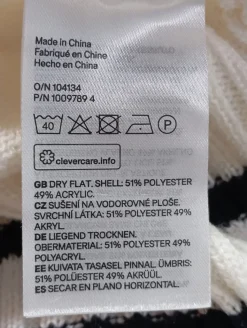 Made in China
Fabriqué en Chine
Hecho en China
O/N 104134
P/N 1009789 4
40
P
clevercare.info
GB DRY FLAT. SHELL: 51% POLYESTER
49% ACRYLIC.
CZ SUŠENÍ NA VODOROVNÉ PLOŠE.
SVRCHNÍ LÁTKA: 51% POLYESTER 49%
AKRYL.
DE LIEGEND TROCKNEN.
OBERMATERIAL: 51% POLYESTER 49%
POLYACRYL.
EE KUIVATA TASASEL PINNAL. ÜMBRIS:
51% POLÜESTER 49% AKRÜÜL.
ES SECAR EN PLANO HORIZONTAL.